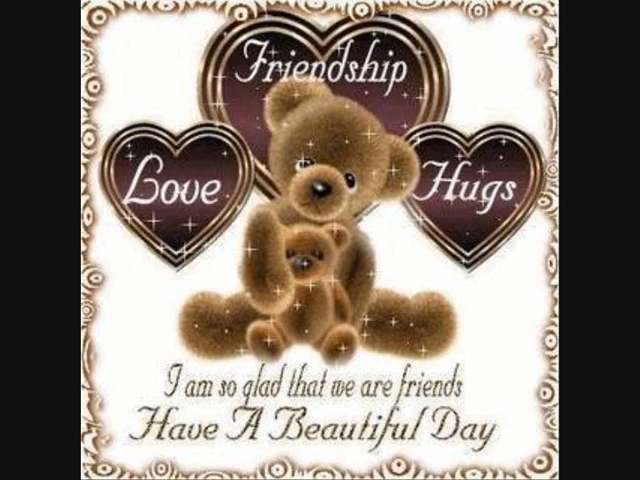 Friendship
Love
Hugs
I am so glad that we are friends
Have A Beautiful Day